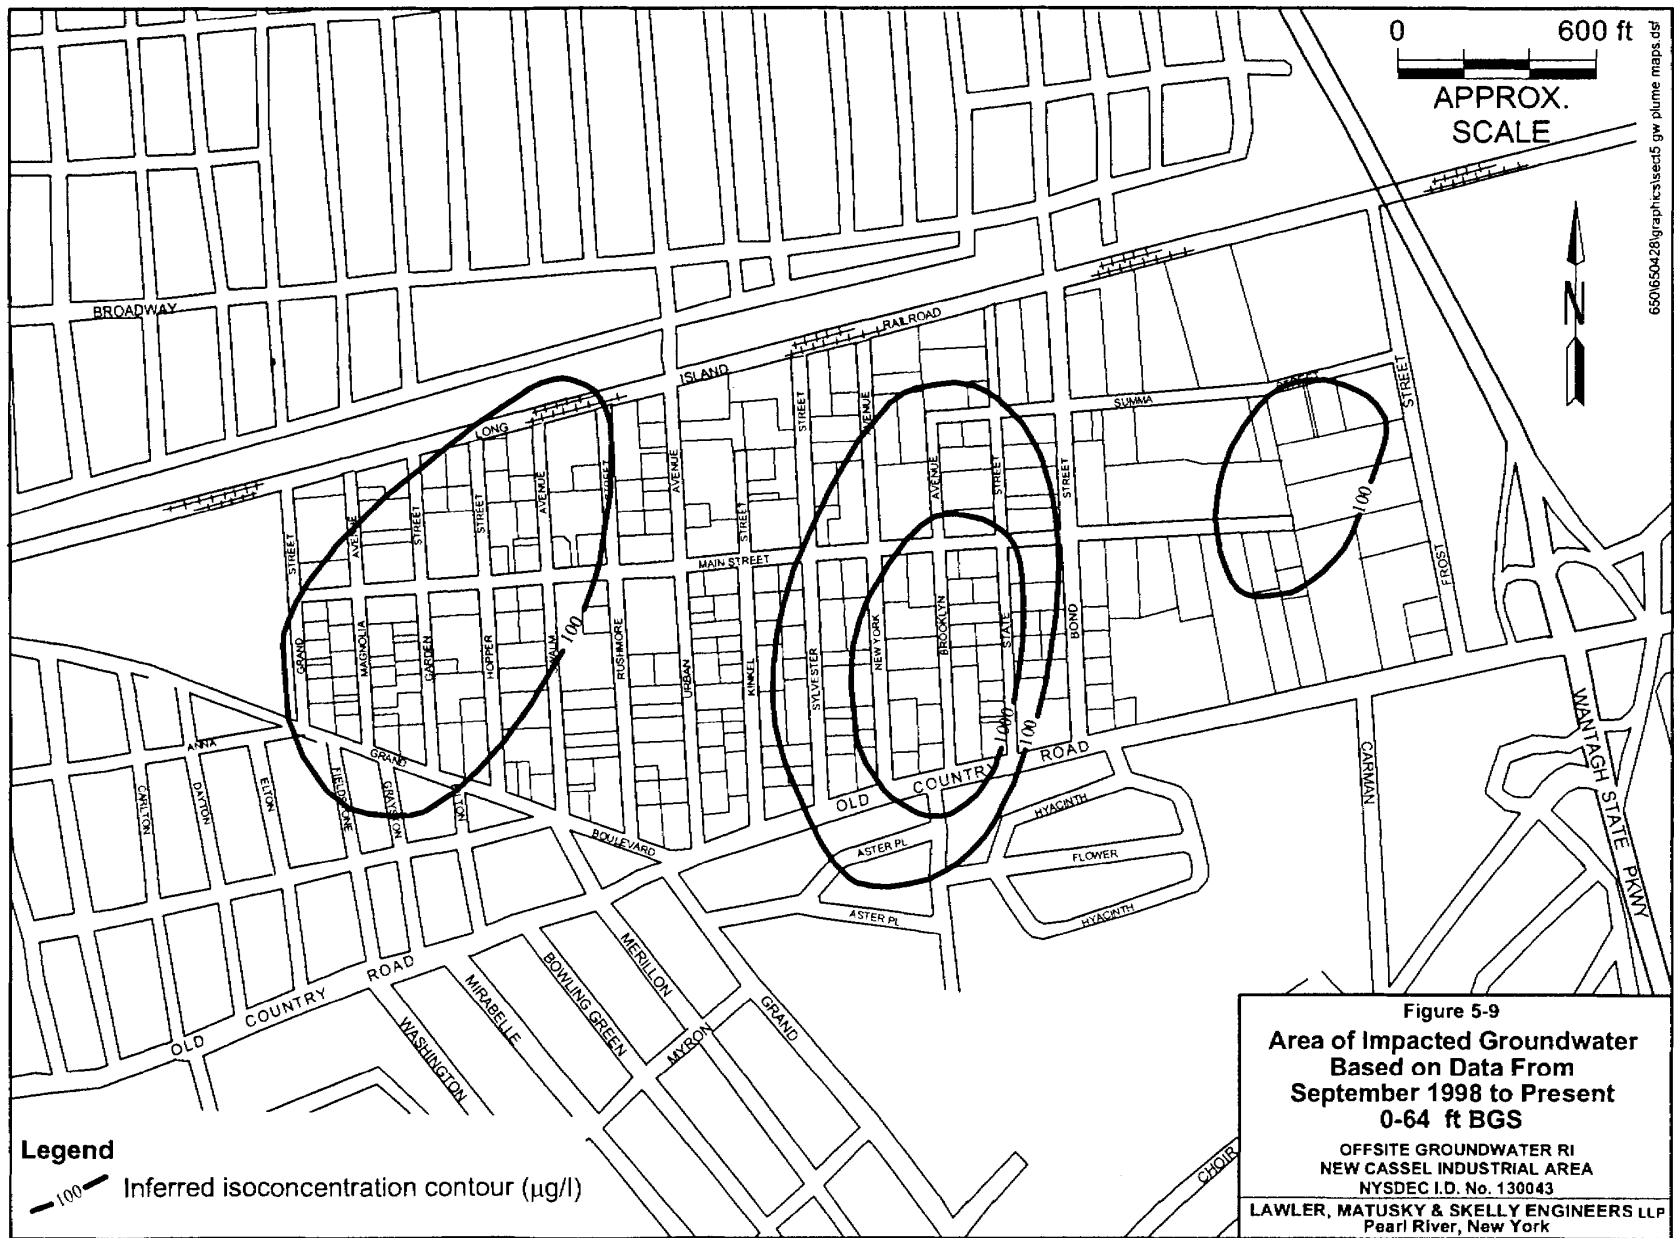 0 600 ft
APPROX.
SCALE
650\650428\graphics\sect5 gw plume maps.dsf
N
BROADWAY
LONG
ISLAND
RAILROAD
SUMMA
STREET
STREET
FROST
STREET
AVENUE
STREET
STREET
AVENUE
STREET
AVENUE
STREET
STREET
AVENUE
AVENUE
STREET
STREET
MAIN STREET
GRAND
MAGNOLIA
GARDEN
HOPPER
SWALM
RUSHMORE
URBAN
KINKEL
SYLVESTER
NEW YORK
BROOKLYN
STATE
BOND
100
1000
100
100
ANNA
GRAND
BOULEVARD
CARLTON
DAYTON
ELTON
OLD COUNTRY ROAD
ASTER PL
ASTER PL
HYACINTH
FLOWER
HYACINTH
CARMAN
WANTAGH STATE PKWY
OLD COUNTRY ROAD
WASHINGTON
MIRABELLE
BOWLING GREEN
MERILLON
MYRON
GRAND
CHOIR
Legend
100 Inferred isoconcentration contour (µg/l)
Figure 5-9
Area of Impacted Groundwater
Based on Data From
September 1998 to Present
0-64 ft BGS
OFFSITE GROUNDWATER RI
NEW CASSEL INDUSTRIAL AREA
NYSDEC I.D. No. 130043
LAWLER, MATUSKY & SKELLY ENGINEERS LLP
Pearl River, New York